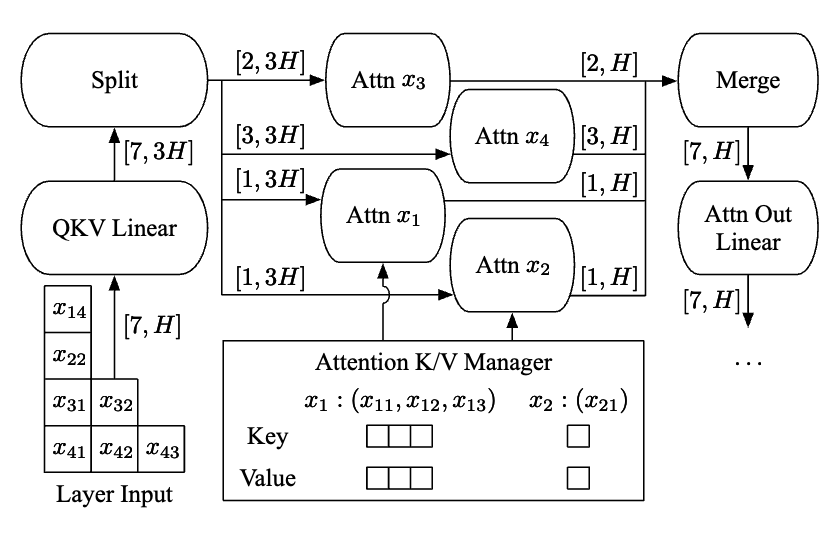 Split
[2, 3H]
Attn x₃
[2, H]
Merge
[3, 3H]
Attn x₄
[3, H]
[7, 3H]
[1, 3H]
[1, H]
[7, H]
QKV Linear
Attn x₁
Attn Out
Linear
[1, 3H]
Attn x₂
[1, H]
[7, H]
x₁₄
[7, H]
x₂₂
x₃₁ x₃₂
x₄₁ x₄₂ x₄₃
Layer Input
Attention K/V Manager
x₁ : (x₁₁, x₁₂, x₁₃) x₂ : (x₂₁)
Key
Value
...